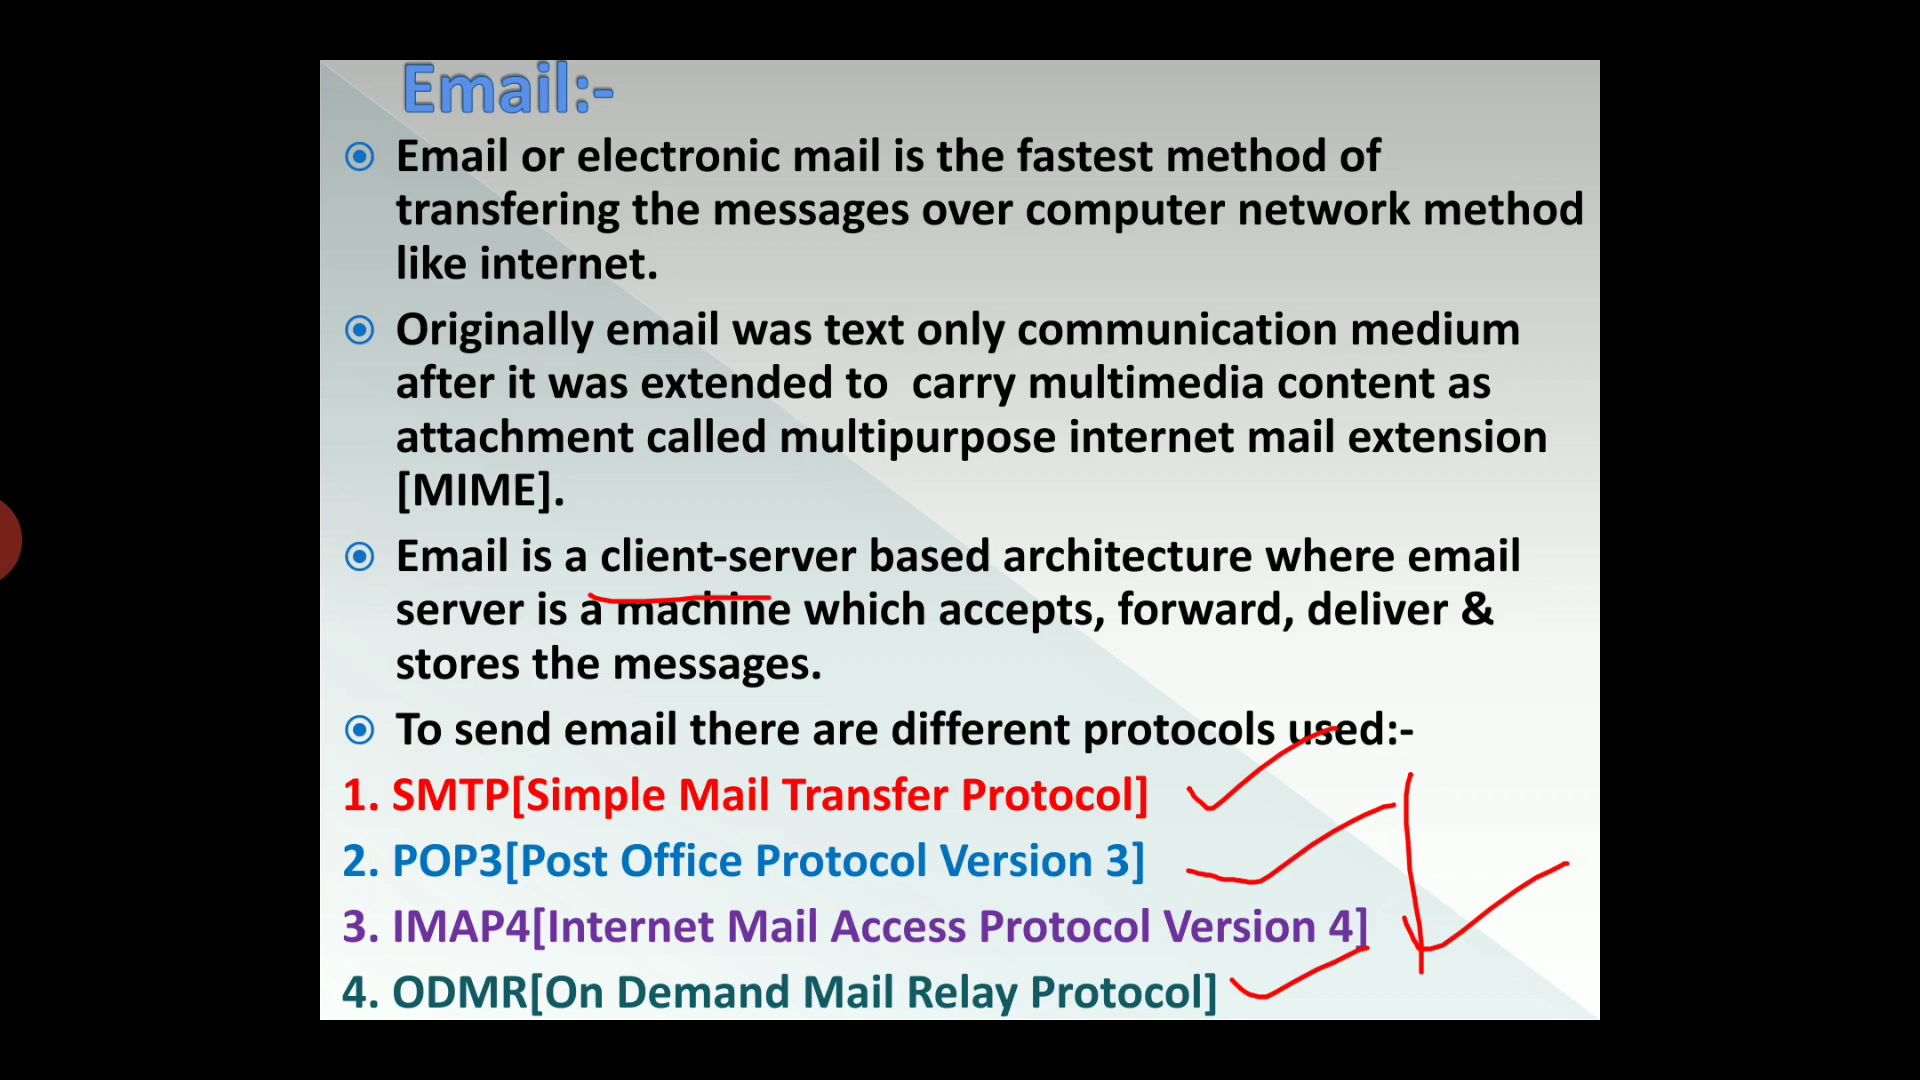 Email:-
Email or electronic mail is the fastest method of
transfering the messages over computer network method
like internet.
Originally email was text only communication medium
after it was extended to carry multimedia content as
attachment called multipurpose internet mail extension
[MIME].
Email is a client-server based architecture where email
server is a machine which accepts, forward, deliver &
stores the messages.
To send email there are different protocols used:-
1. SMTP[Simple Mail Transfer Protocol]
2. POP3[Post Office Protocol Version 3]
3. IMAP4[Internet Mail Access Protocol Version 4]
4. ODMR[On Demand Mail Relay Protocol]